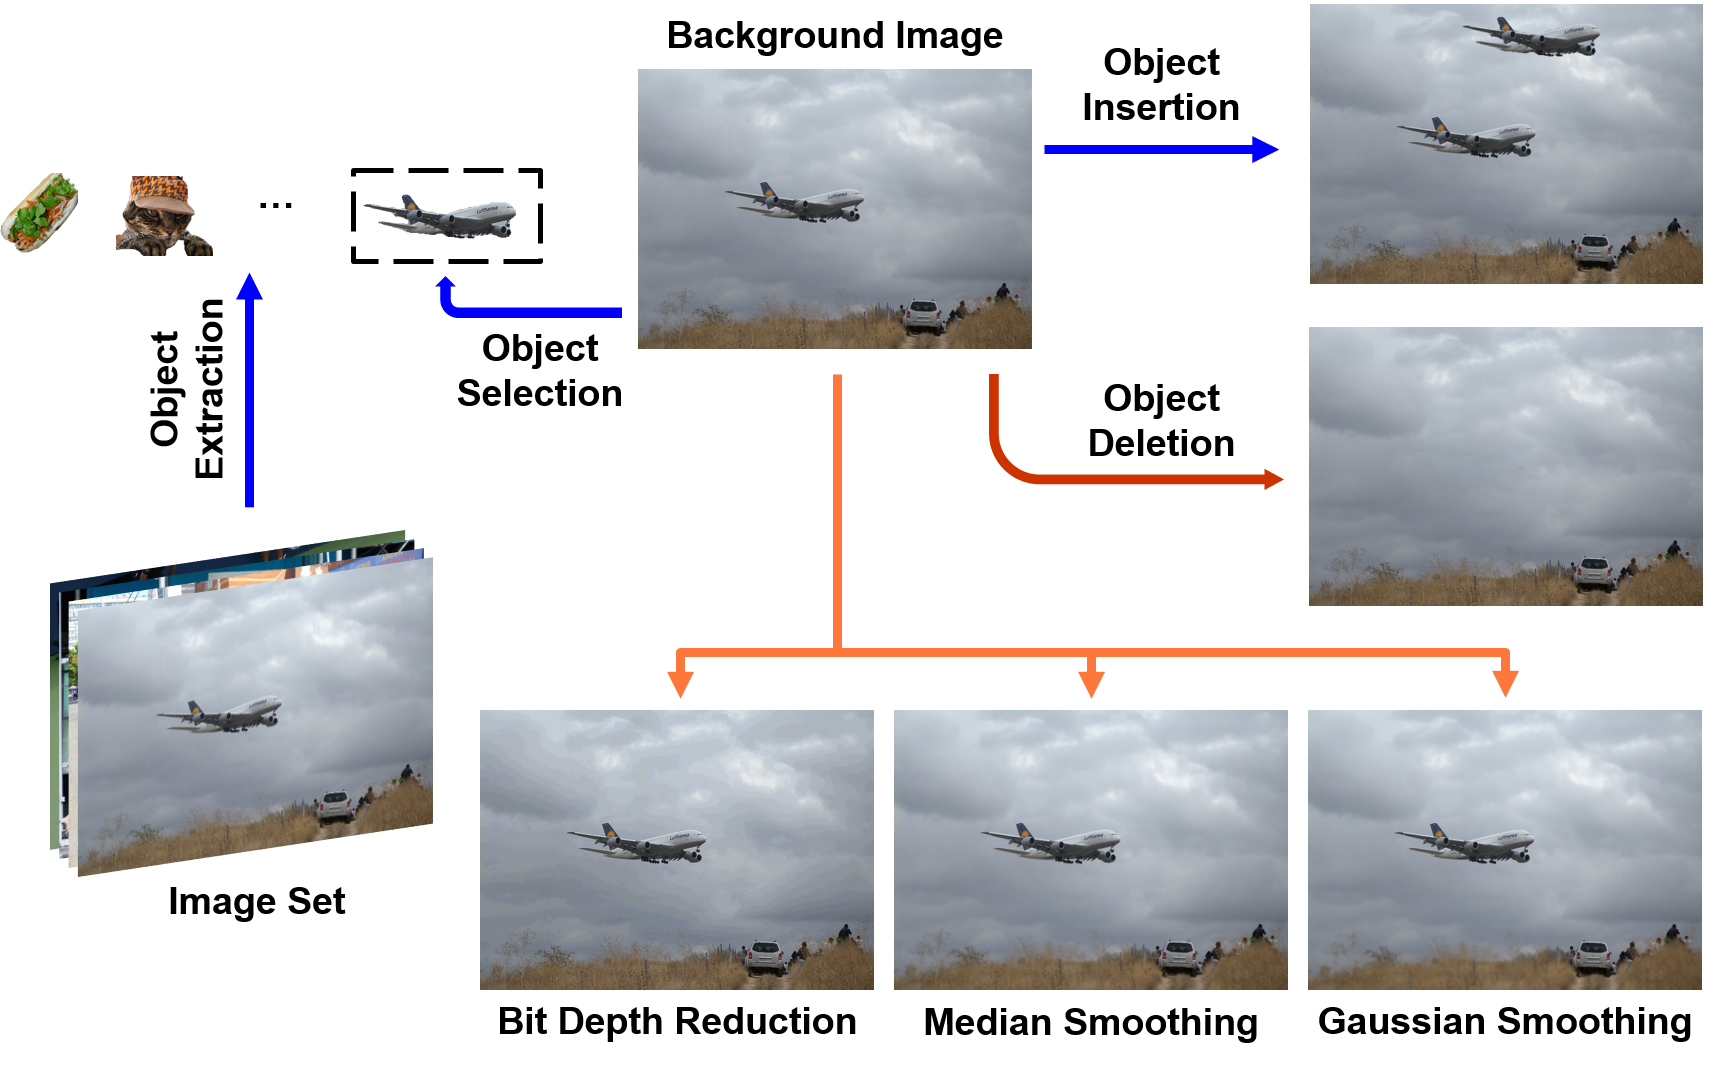 Background Image
Object
Insertion
...
Object
Selection
Object
Extraction
Object
Deletion
Image Set
Bit Depth Reduction
Median Smoothing
Gaussian Smoothing
Lufthansa